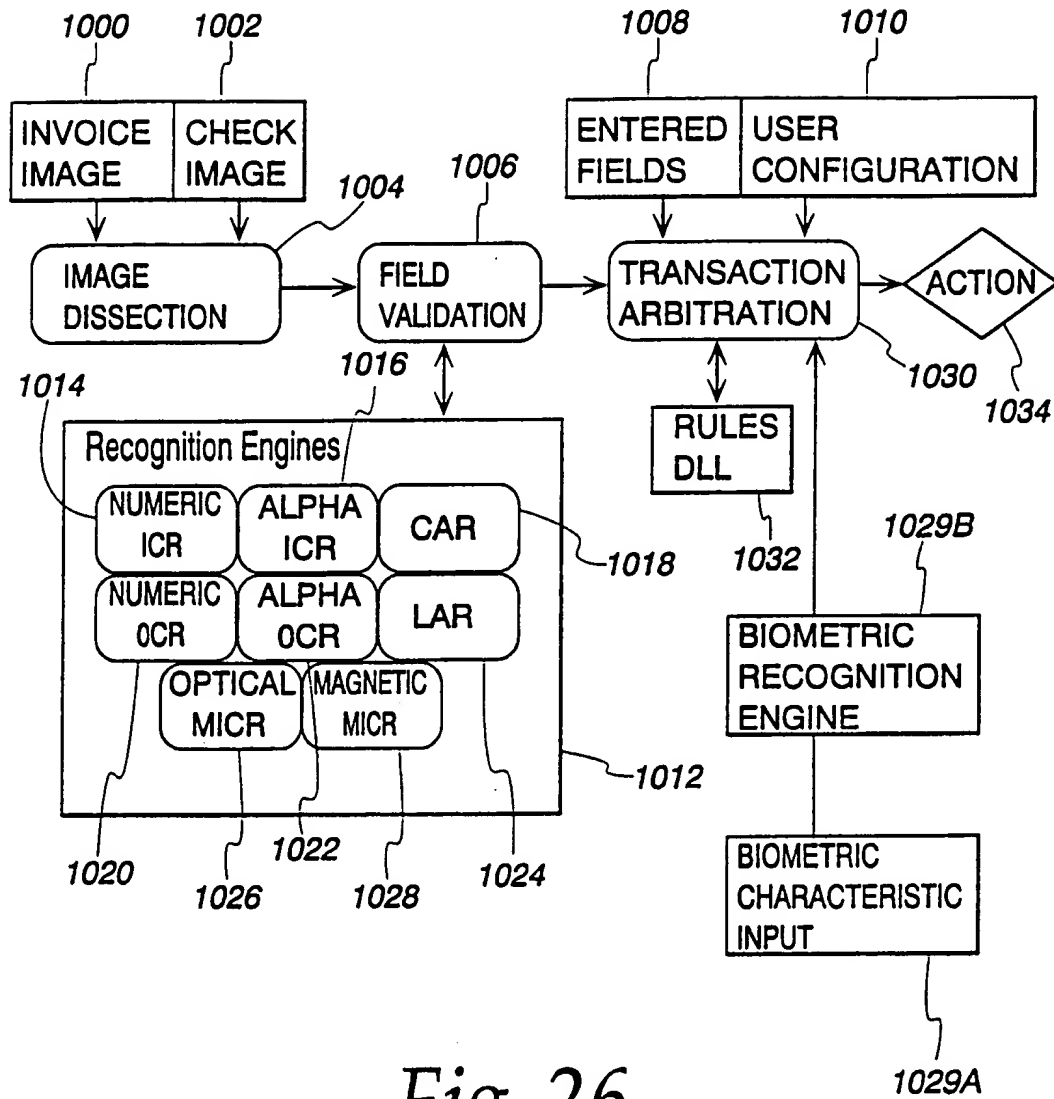 1000
1002
1008
1010
INVOICE
IMAGE
CHECK
IMAGE
1004
1006
ENTERED
FIELDS
USER
CONFIGURATION
IMAGE
DISSECTION
FIELD
VALIDATION
TRANSACTION
ARBITRATION
ACTION
1014
1016
1030
1034
Recognition Engines
RULES
DLL
NUMERIC
ICR
ALPHA
ICR
CAR
1018
1032
1029B
NUMERIC
0CR
ALPHA
0CR
LAR
BIOMETRIC
RECOGNITION
ENGINE
OPTICAL
MICR
MAGNETIC
MICR
1012
1020
1026
1022
1028
1024
BIOMETRIC
CHARACTERISTIC
INPUT
1029A
Fig. 26